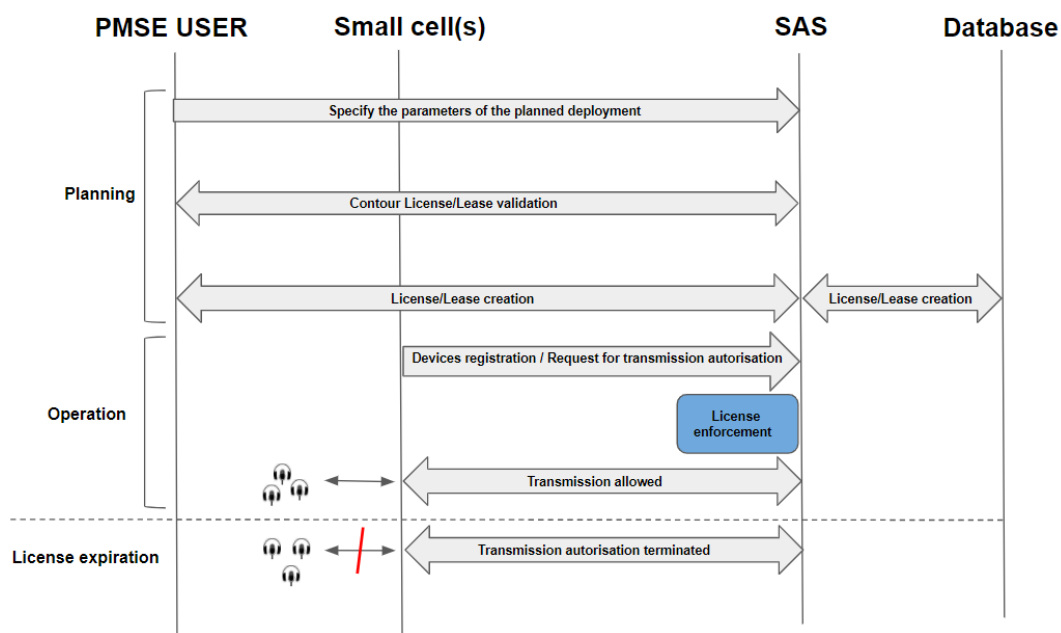 PMSE USER
Small cell(s)
SAS
Database
Specify the parameters of the planned deployment
Planning
Contour License/Lease validation
License/Lease creation
License/Lease creation
Devices registration / Request for transmission autorisation
Operation
License
enforcement
Transmission allowed
License expiration
Transmission autorisation terminated